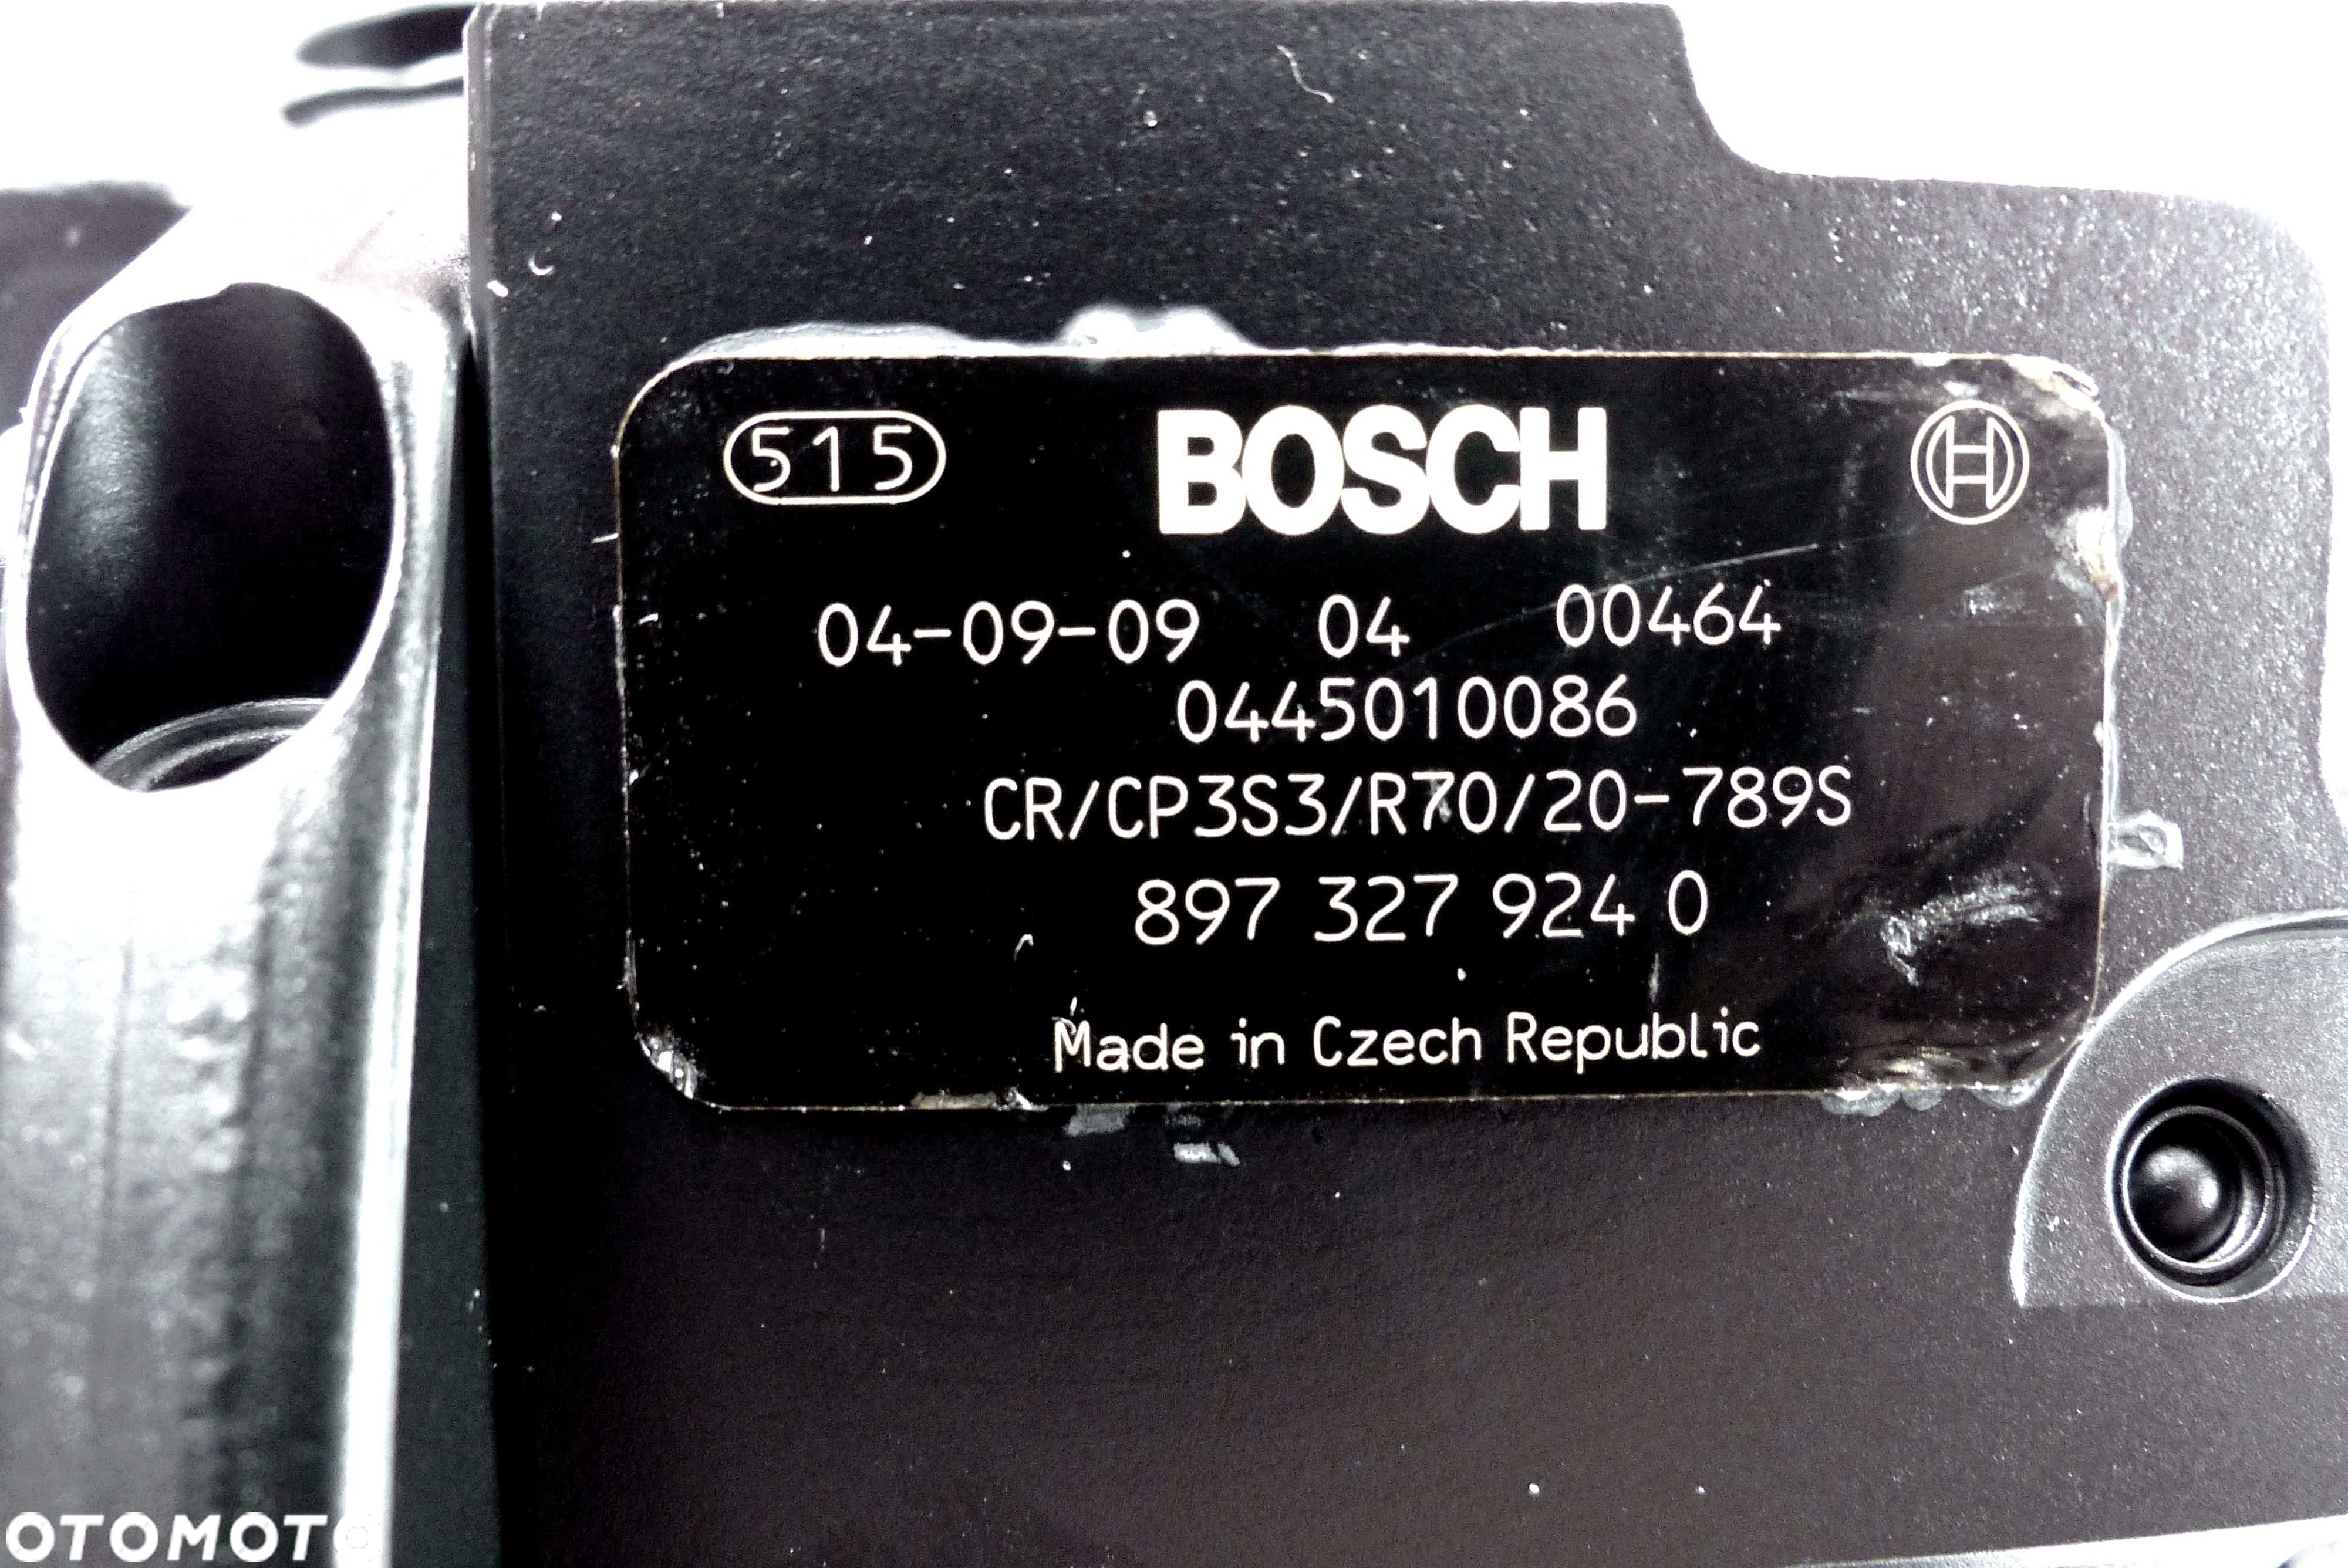 515 BOSCH
04-09-09 04 00464
0445010086
CR/CP3S3/R70/20-789S
897 327 924 0
Made in Czech Republic
OTOMOTO